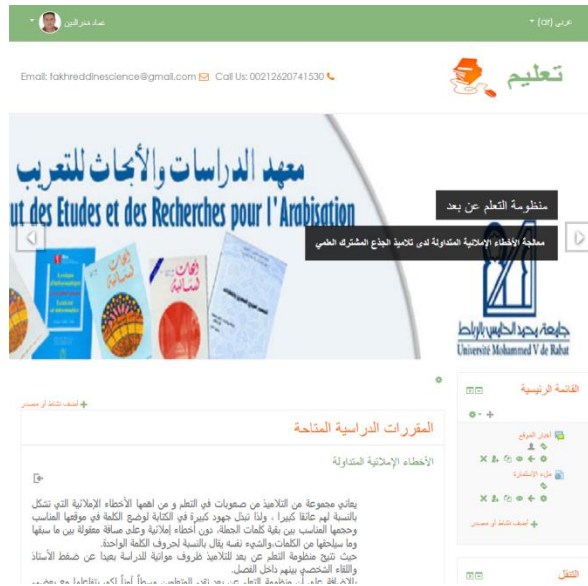 عربي (ar)
عماد فخر الدين
تعليم
Email: fakhreddinescience@gmail.com Call Us: 00212620741530
معهد الدراسات والأبحاث للتعريب
ut des Etudes et des Recherches pour l'Arabisation
منظومة التعلم عن بعد
معالجة الأخطاء الإملائية المتداولة لدى تلاميذ الجذع المشترك العلمي
أبحاث لسانية
جامعة محمد الخامس بالرباط
Université Mohammed V de Rabat
القائمة الرئيسية
أخبار الموقع
ملء الاستمارة
أضف نشاط أو مصدر
التنقل
أضف نشاط أو مصدر
المقررات الدراسية المتاحة
الأخطاء الإملائية المتداولة
يعاني مجموعة من التلاميذ من صعوبات في التعلم و من اهمها الأخطاء الإملائية التي تشكل
بالنسبة لهم عائقا كبيرا ، ولذا تبذل جهود كبيرة في الكتابة لوضع الكلمة في موقعها المناسب
وحجمها المناسب بين بقية كلمات الجملة، دون أخطاء إملائية وعلى مسافة معقولة بين ما سبقها
وما سيلحقها من الكلمات،والشيء نفسه يقال بالنسبة لحروف الكلمة الواحدة.
حيث تتيح منظومة التعلم عن بعد للتلاميذ ظروف مواتية للدراسة بعيدا عن ضغط الأستاذ
واللقاء الشخصي بينهم داخل الفصل.